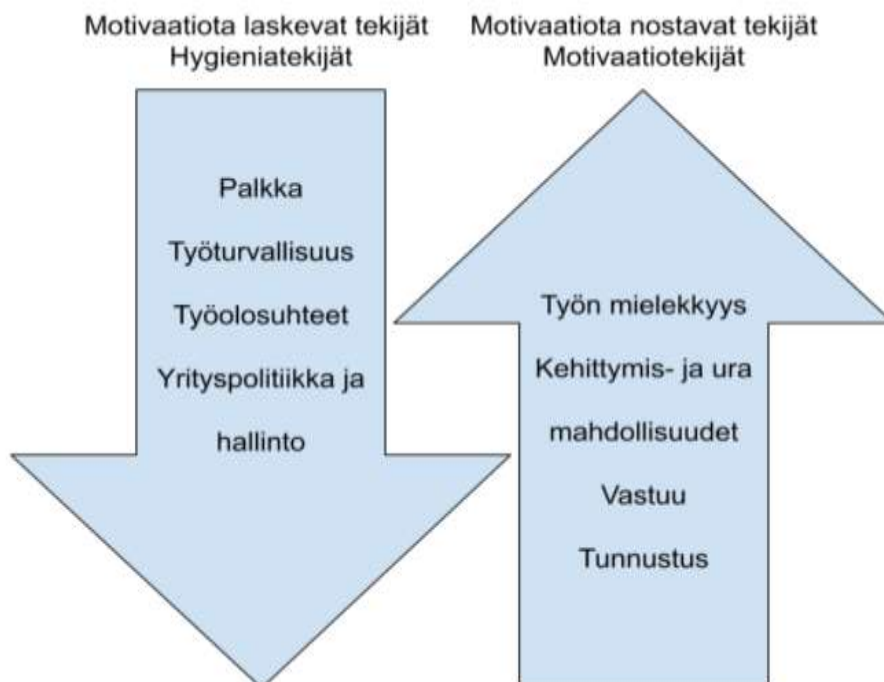 Motivaatiota laskevat tekijät
Hygieniatekijät
Palkka
Työturvallisuus
Työolosuhteet
Yrityspolitiikka ja
hallinto
Motivaatiota nostavat tekijät
Motivaatiotekijät
Työn mielekkyys
Kehittymis- ja ura
mahdollisuudet
Vastuu
Tunnustus